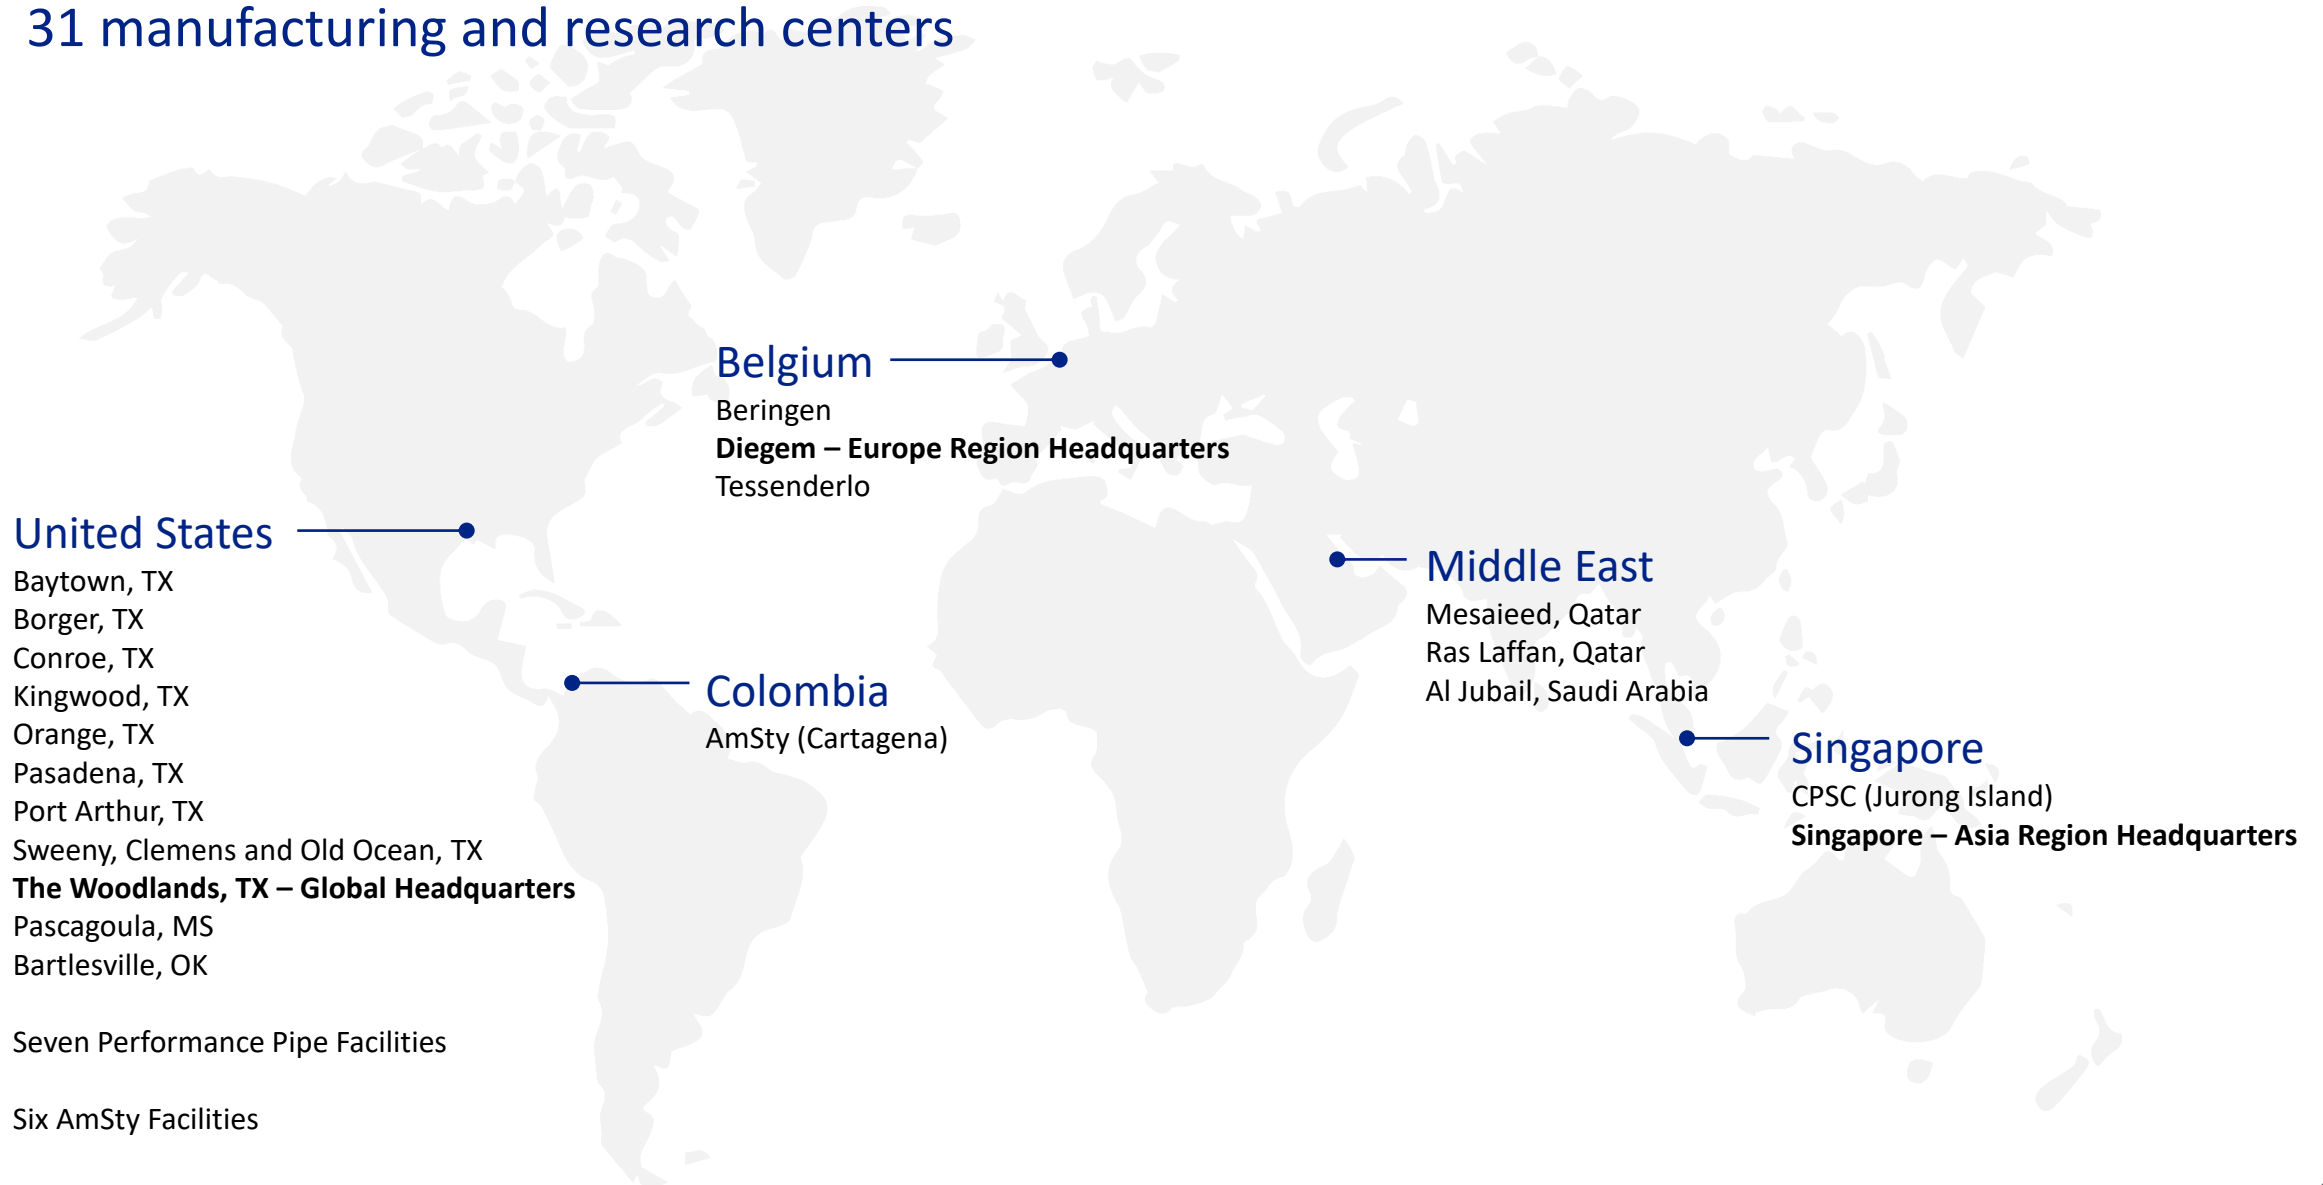 31 manufacturing and research centers
Belgium
Beringen
Diegem – Europe Region Headquarters
Tessenderlo
United States
Baytown, TX
Borger, TX
Conroe, TX
Kingwood, TX
Orange, TX
Pasadena, TX
Port Arthur, TX
Sweeny, Clemens and Old Ocean, TX
The Woodlands, TX – Global Headquarters
Pascagoula, MS
Bartlesville, OK
Seven Performance Pipe Facilities
Six AmSty Facilities
Colombia
AmSty (Cartagena)
Middle East
Mesaieed, Qatar
Ras Laffan, Qatar
Al Jubail, Saudi Arabia
Singapore
CPSC (Jurong Island)
Singapore – Asia Region Headquarters